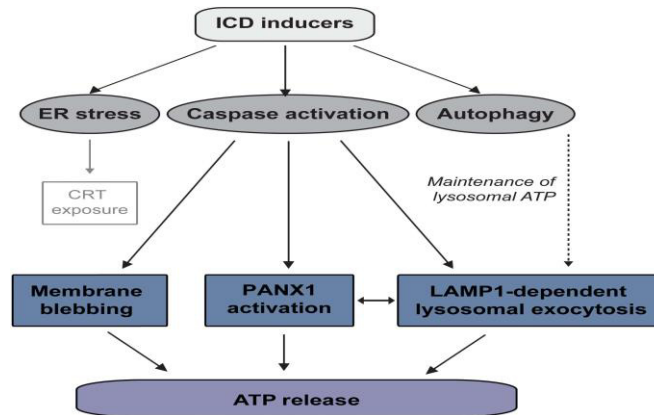 ICD inducers
ER stress
Caspase activation
Autophagy
CRT
exposure
Maintenance of
lysosomal ATP
Membrane
blebbing
PANX1
activation
LAMP1-dependent
lysosomal exocytosis
ATP release